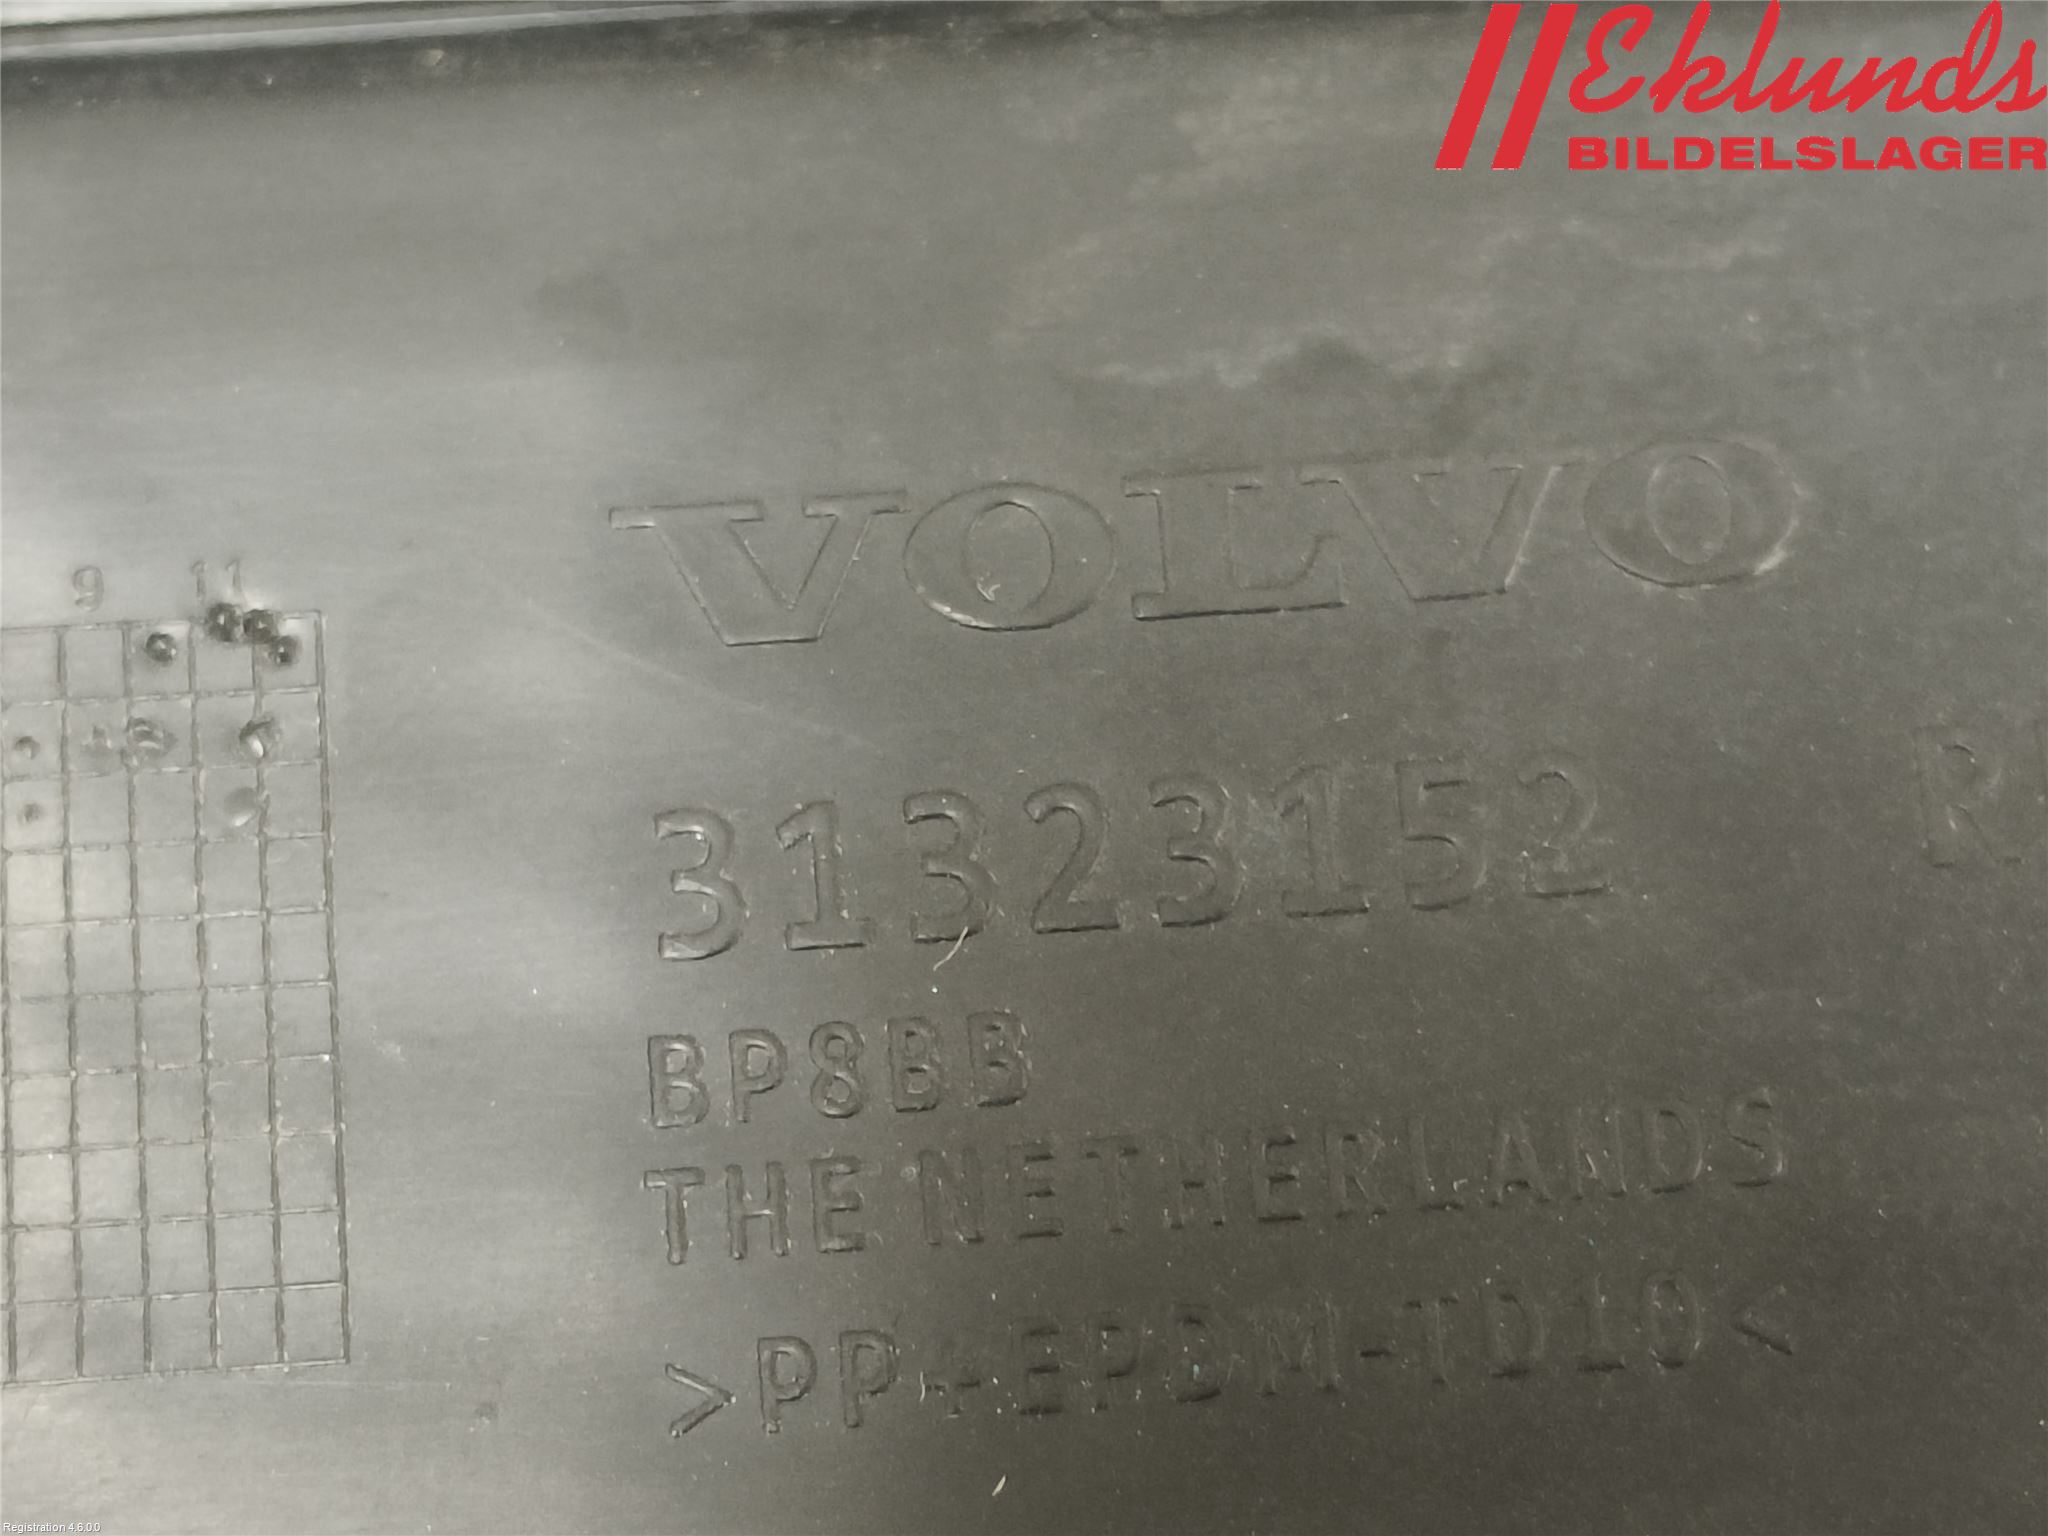 Eklunds
BILDELSLAGER
VOLVO
9 11
31323152
BP8BB
THE NETHERLANDS
>PP+EPDM-TD10<
Registration 4.6.0.0